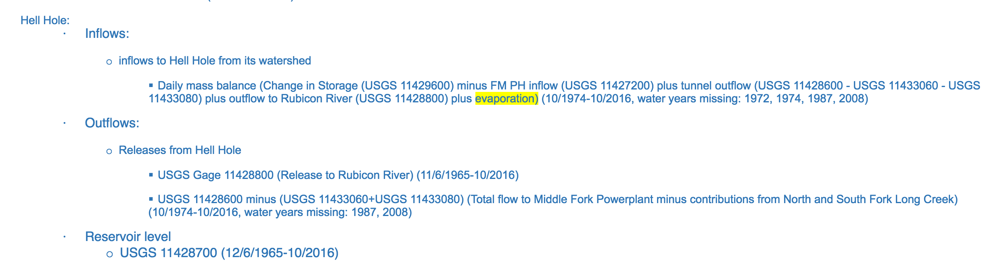 Hell Hole:
· Inflows:
o inflows to Hell Hole from its watershed
▪ Daily mass balance (Change in Storage (USGS 11429600) minus FM PH inflow (USGS 11427200) plus tunnel outflow (USGS 11428600 - USGS 11433060 - USGS
11433080) plus outflow to Rubicon River (USGS 11428800) plus evaporation) (10/1974-10/2016, water years missing: 1972, 1974, 1987, 2008)
· Outflows:
o Releases from Hell Hole
▪ USGS Gage 11428800 (Release to Rubicon River) (11/6/1965-10/2016)
▪ USGS 11428600 minus (USGS 11433060+USGS 11433080) (Total flow to Middle Fork Powerplant minus contributions from North and South Fork Long Creek)
(10/1974-10/2016, water years missing: 1987, 2008)
· Reservoir level
o USGS 11428700 (12/6/1965-10/2016)